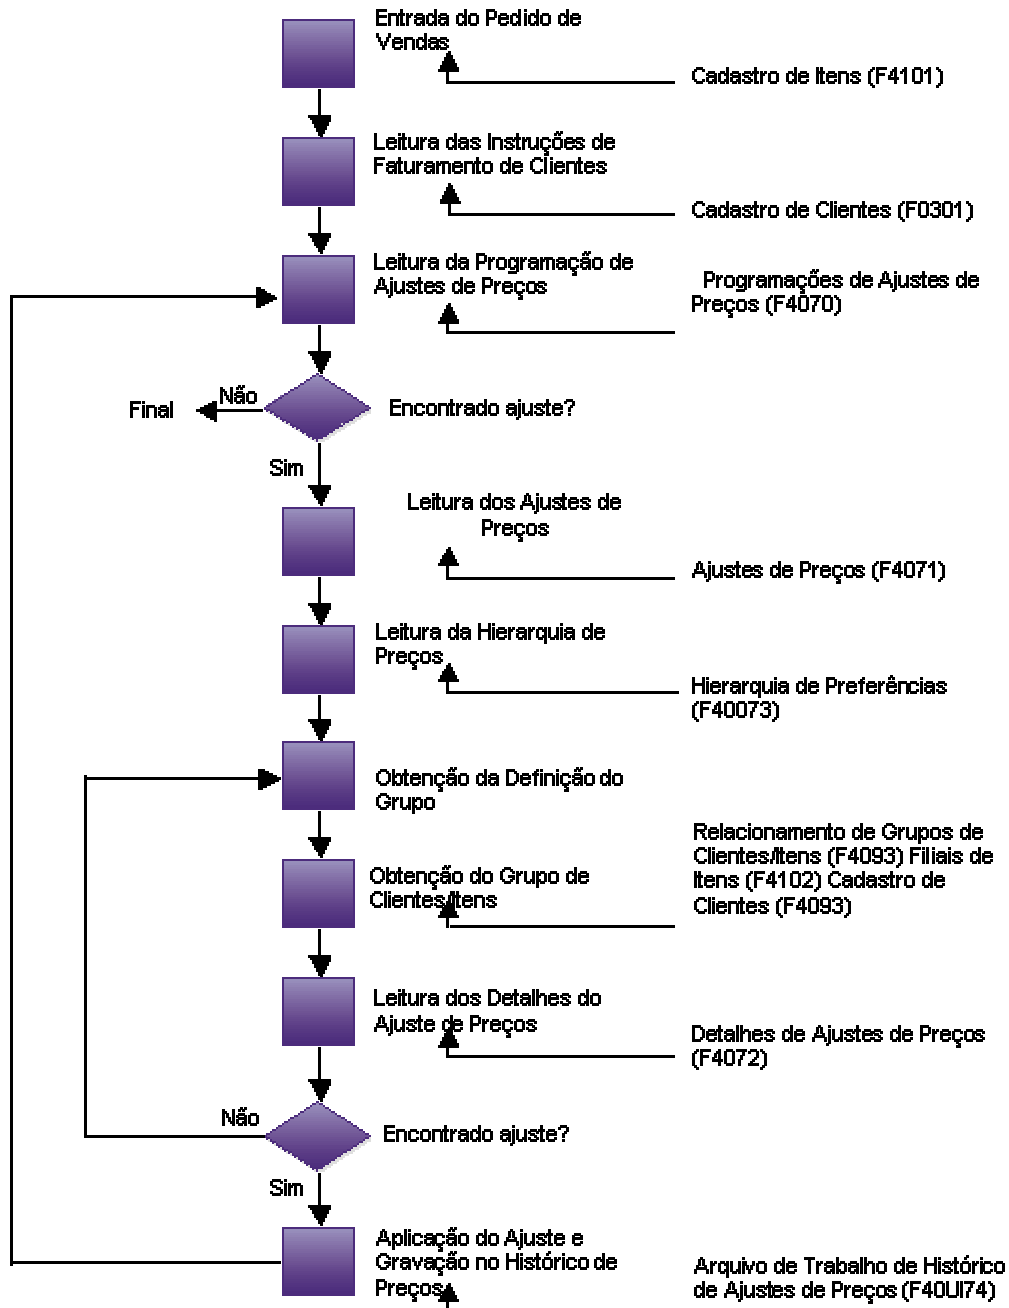 Entrada do Pedido de
Vendas
Cadastro de Itens (F4101)
Leitura das Instruções de
Faturamento de Clientes
Cadastro de Clientes (F0301)
Leitura da Programação de
Ajustes de Preços
Programações de Ajustes de
Preços (F4070)
Não
Final
Encontrado ajuste?
Sim
Leitura dos Ajustes de
Preços
Ajustes de Preços (F4071)
Leitura da Hierarquia de
Preços
Hierarquia de Preferências
(F40073)
Obtenção da Definição do
Grupo
Obtenção do Grupo de
Clientes/Itens
Relacionamento de Grupos de
Clientes/Itens (F4093) Filiais de
Itens (F4102) Cadastro de
Clientes (F4093)
Leitura dos Detalhes do
Ajuste de Preços
Detalhes de Ajustes de Preços
(F4072)
Não
Encontrado ajuste?
Sim
Aplicação do Ajuste e
Gravação no Histórico de
Preços
Arquivo de Trabalho de Histórico
de Ajustes de Preços (F40UI74)